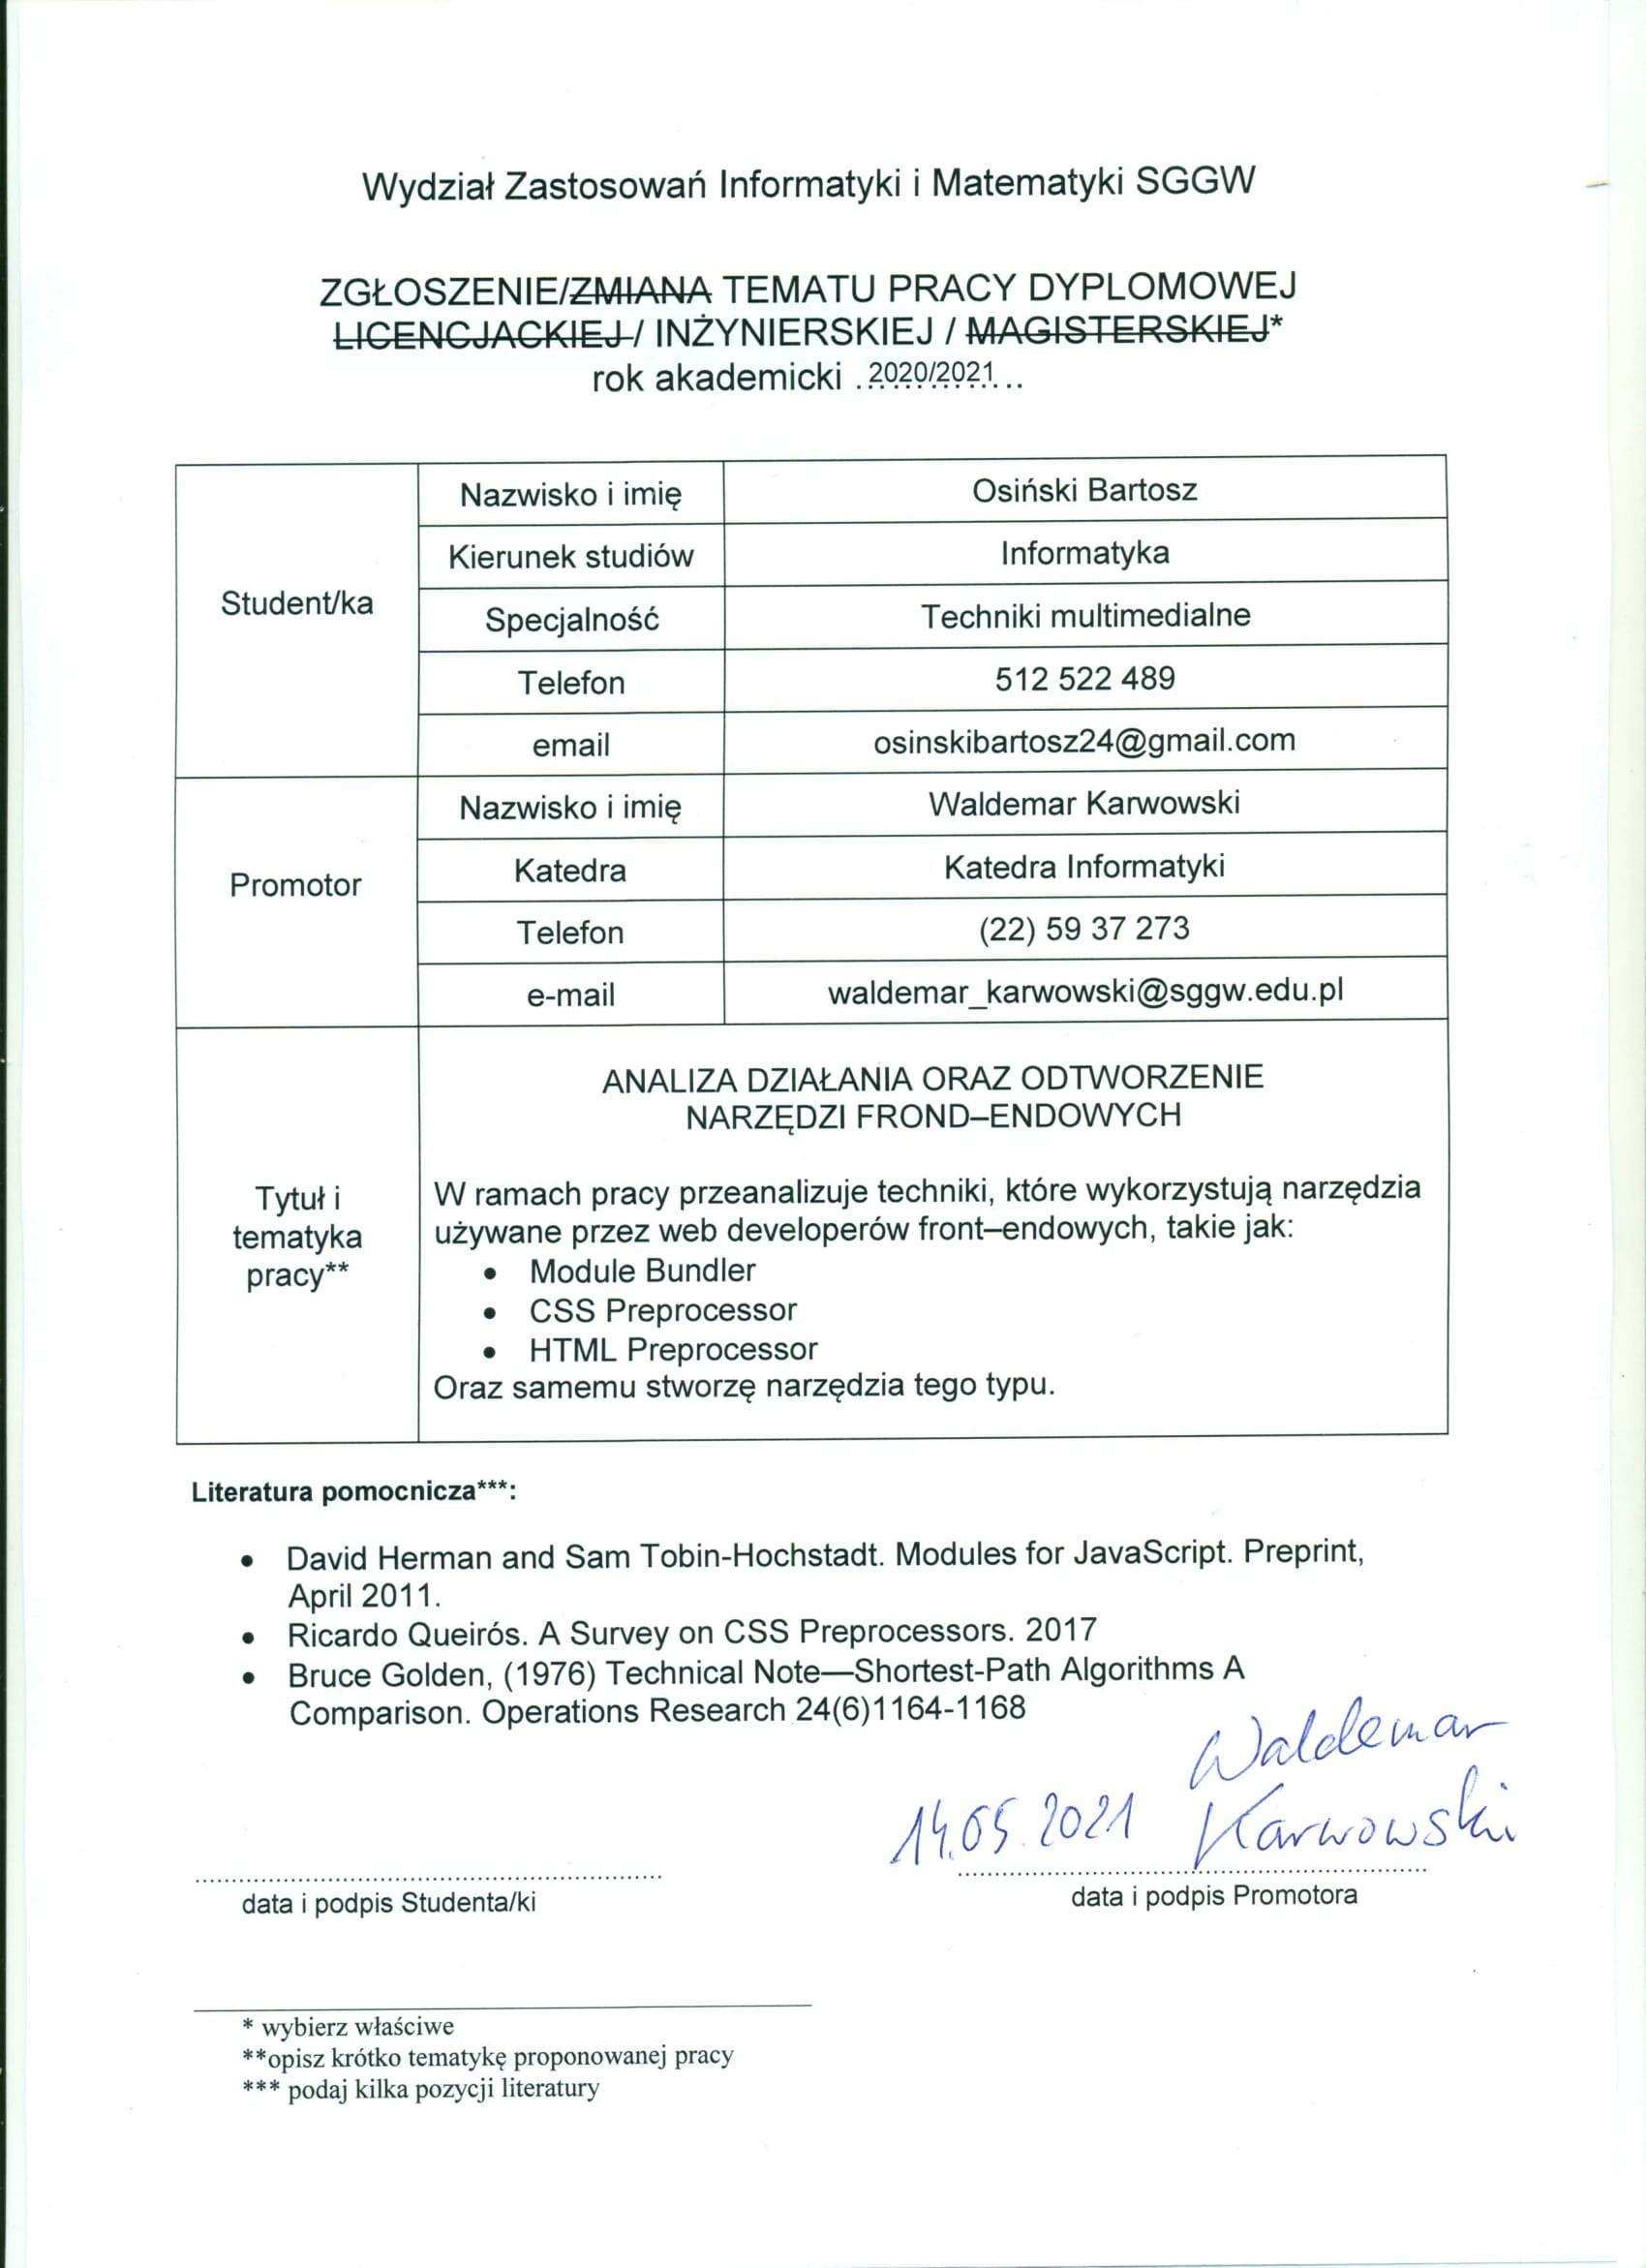 Wydział Zastosowań Informatyki i Matematyki SGGW
ZGŁOSZENIE/ZMIANA TEMATU PRACY DYPLOMOWEJ
LICENCJACKIEJ / INŻYNIERSKIEJ / MAGISTERSKIEJ*
rok akademicki .2020/2021...
Student/ka
Nazwisko i imię Osiński Bartosz
Kierunek studiów Informatyka
Specjalność Techniki multimedialne
Telefon 512 522 489
email osinskibartosz24@gmail.com
Promotor
Nazwisko i imię Waldemar Karwowski
Katedra Katedra Informatyki
Telefon (22) 59 37 273
e-mail waldemar_karwowski@sggw.edu.pl
Tytuł i
tematyka
pracy**
ANALIZA DZIAŁANIA ORAZ ODTWORZENIE
NARZĘDZI FROND–ENDOWYCH
W ramach pracy przeanalizuje techniki, które wykorzystują narzędzia
używane przez web developerów front–endowych, takie jak:
• Module Bundler
• CSS Preprocessor
• HTML Preprocessor
Oraz samemu stworzę narzędzia tego typu.
Literatura pomocnicza***:
• David Herman and Sam Tobin-Hochstadt. Modules for JavaScript. Preprint,
April 2011.
• Ricardo Queirós. A Survey on CSS Preprocessors. 2017
• Bruce Golden, (1976) Technical Note—Shortest-Path Algorithms A
Comparison. Operations Research 24(6)1164-1168
Waldemar
14.05.2021 Karwowski
data i podpis Studenta/ki
data i podpis Promotora
* wybierz właściwe
**opisz krótko tematykę proponowanej pracy
*** podaj kilka pozycji literatury